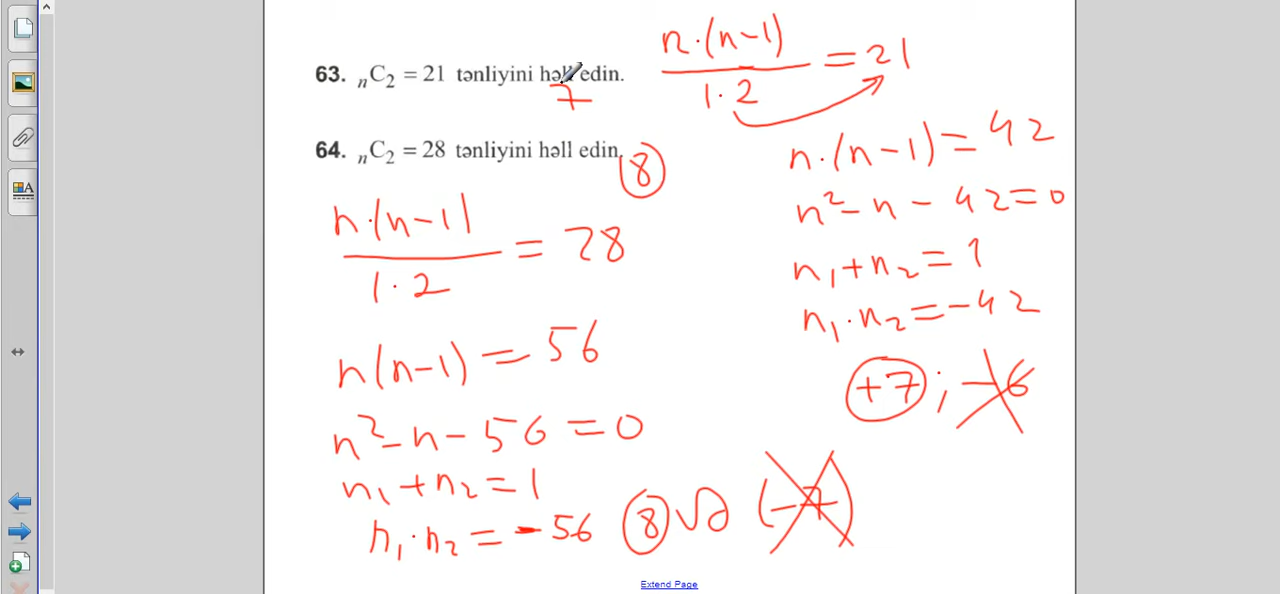 63. ₙC₂ = 21 tənliyini həll edin.
7
n·(n-1)/1·2 = 21
64. ₙC₂ = 28 tənliyini həll edin.
8
n·(n-1) = 42
n²-n-42=0
n₁+n₂=1
n₁·n₂=-42
+7; -6
n·(n-1)/1·2 = 28
n(n-1) = 56
n²-n-56=0
n₁+n₂=1
n₁·n₂=-56 8 və (-7)
Extend Page